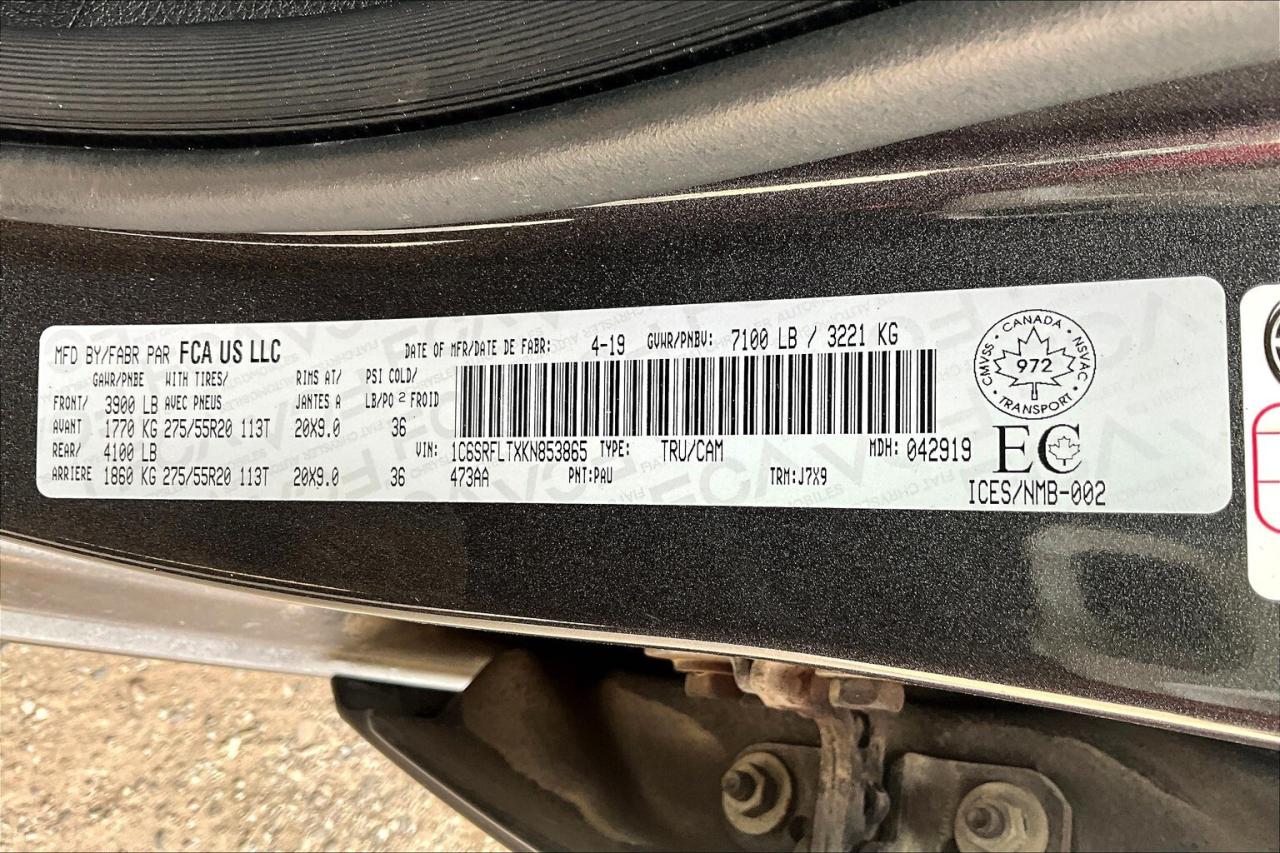 MFD BY/FABR PAR FCA US LLC
DATE OF MFR/DATE DE FABR: 4-19 GVWR/PNBV: 7100 LB / 3221 KG
GAWR/PNBE WITH TIRES/ RIMS AT/ PSI COLD/
FRONT/ 3900 LB AVEC PNEUS JANTES A LB/PO 2 FROID
AVANT 1770 KG 275/55R20 113T 20X9.0 36
REAR/ 4100 LB
ARRIERE 1860 KG 275/55R20 113T 20X9.0 36
VIN: 1C6SRFLTXKN853865 TYPE: TRU/CAM MDH: 042919
473AA PNT:PAU TRM:J7X9
CANADA
CMVSS 972 NSVAC
TRANSPORT
EC
ICES/NMB-002